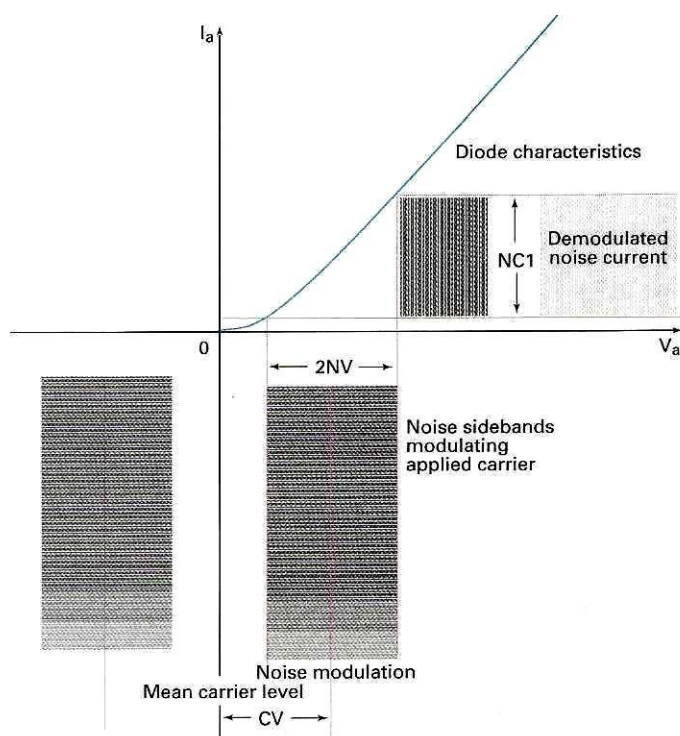 Ia
Diode characteristics
NC1
Demodulated
noise current
0
Va
2NV
Noise sidebands
modulating
applied carrier
Noise modulation
Mean carrier level
CV